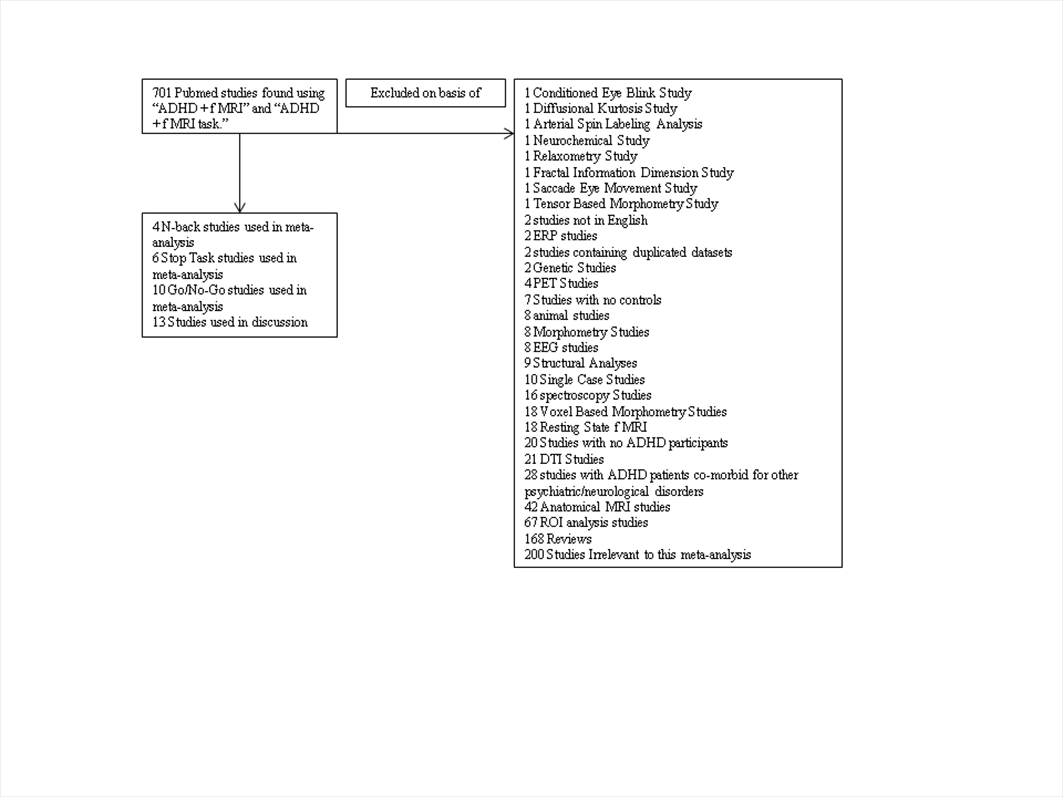 701 Pubmed studies found using
“ADHD + f MRI” and “ADHD
+ f MRI task.”
Excluded on basis of
1 Conditioned Eye Blink Study
1 Diffusional Kurtosis Study
1 Arterial Spin Labeling Analysis
1 Neurochemical Study
1 Relaxometry Study
1 Fractal Information Dimension Study
1 Saccade Eye Movement Study
1 Tensor Based Morphometry Study
2 studies not in English
2 ERP studies
2 studies containing duplicated datasets
2 Genetic Studies
4 PET Studies
7 Studies with no controls
8 animal studies
8 Morphometry Studies
8 EEG studies
9 Structural Analyses
10 Single Case Studies
16 spectroscopy Studies
18 Voxel Based Morphometry Studies
18 Resting State f MRI
20 Studies with no ADHD participants
21 DTI Studies
28 studies with ADHD patients co-morbid for other
psychiatric/neurological disorders
42 Anatomical MRI studies
67 ROI analysis studies
168 Reviews
200 Studies Irrelevant to this meta-analysis
4 N-back studies used in meta-
analysis
6 Stop Task studies used in
meta-analysis
10 Go/No-Go studies used in
meta-analysis
13 Studies used in discussion